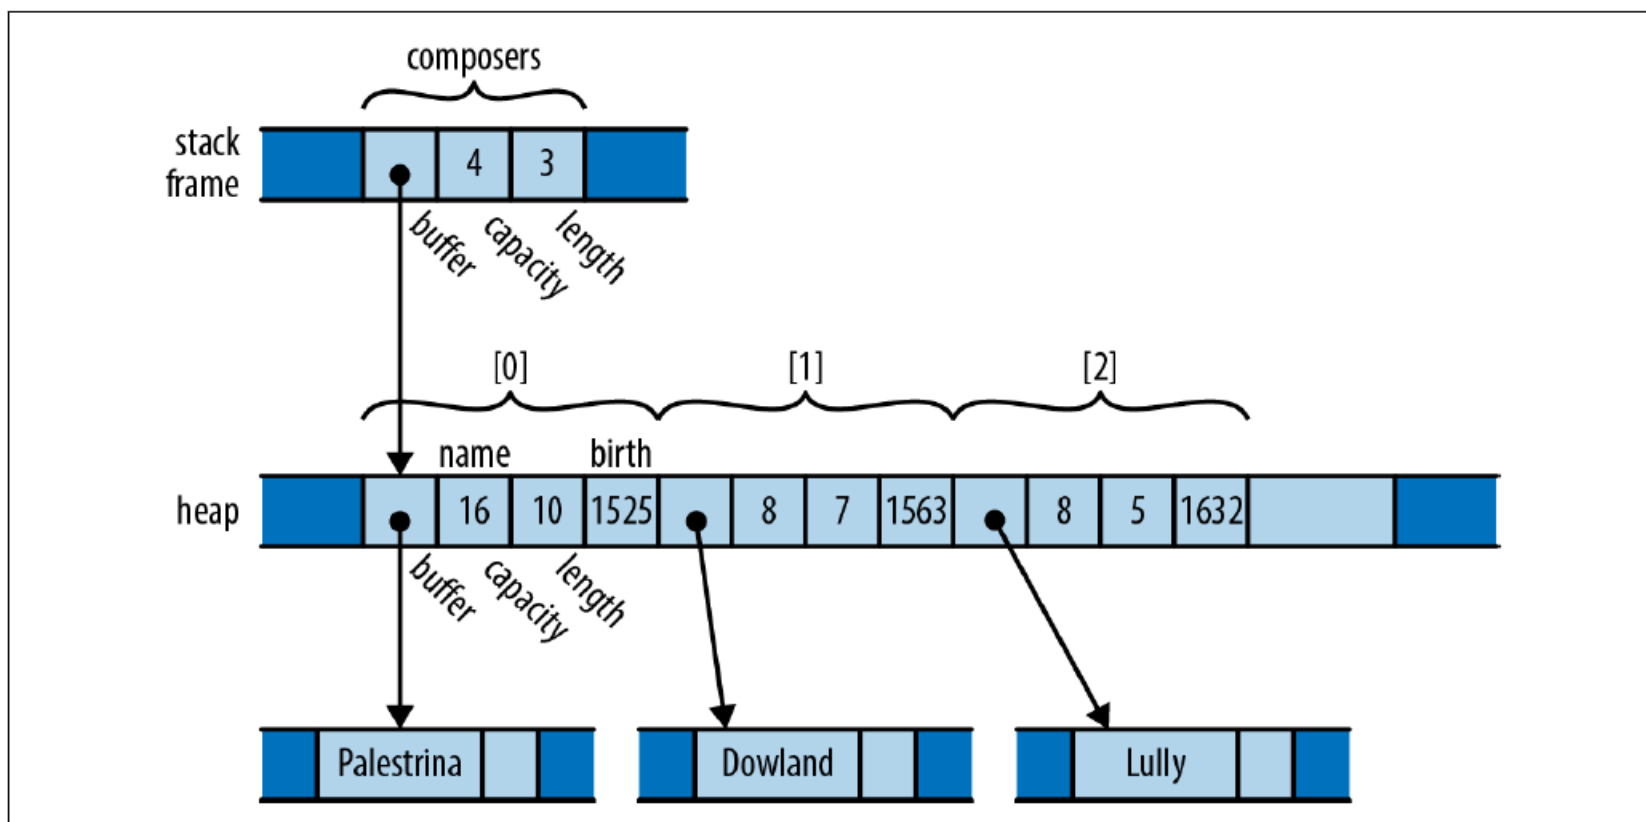 composers
stack
frame
4 3
buffer capacity length
[0] [1] [2]
name birth
heap
16 10 1525 8 7 1563 8 5 1632
buffer capacity length
Palestrina Dowland Lully